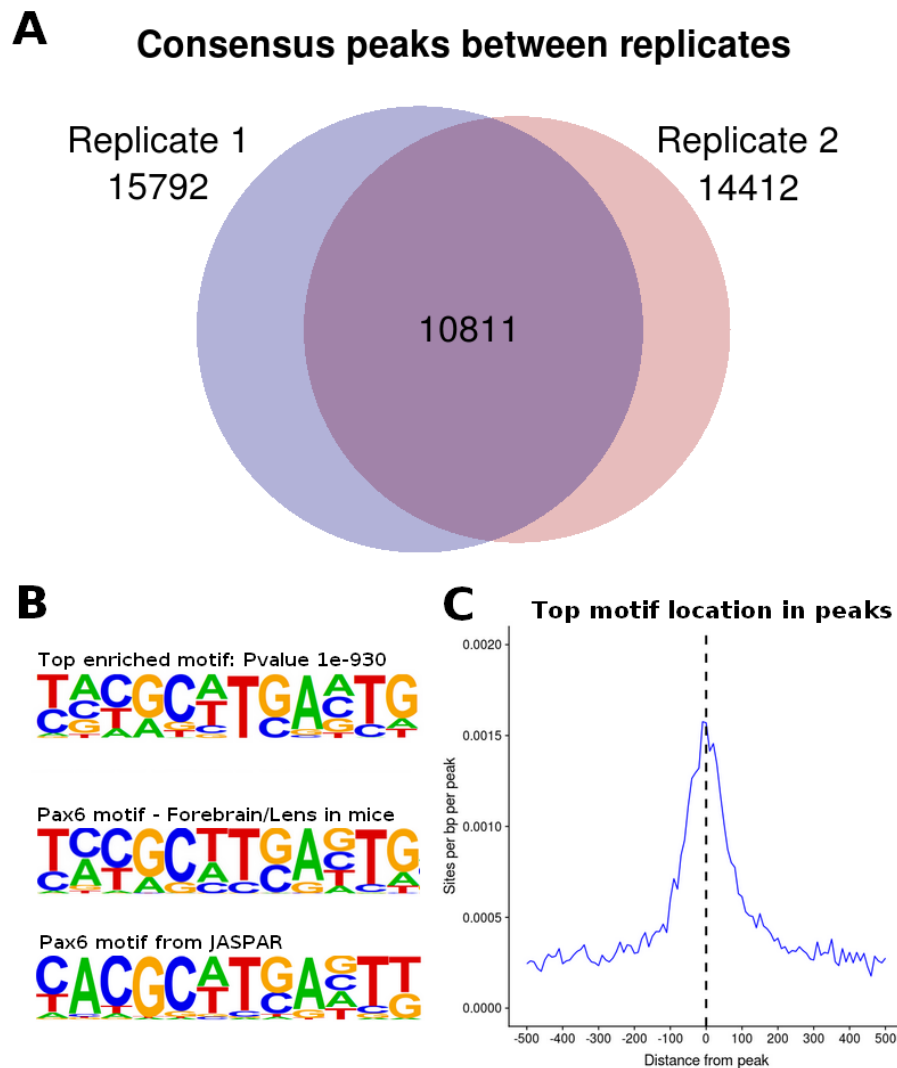 A
Consensus peaks between replicates
Replicate 1
15792
Replicate 2
14412
10811
B
Top enriched motif: Pvalue 1e-930
TACGCATGAATG
Pax6 motif - Forebrain/Lens in mice
TCCGCTTGAGTG
Pax6 motif from JASPAR
CACGCATGAGTT
C
Top motif location in peaks
Sites per bp per peak
0.0020
0.0015
0.0010
0.0005
0.0000
-500 -400 -300 -200 -100 0 100 200 300 400 500
Distance from peak